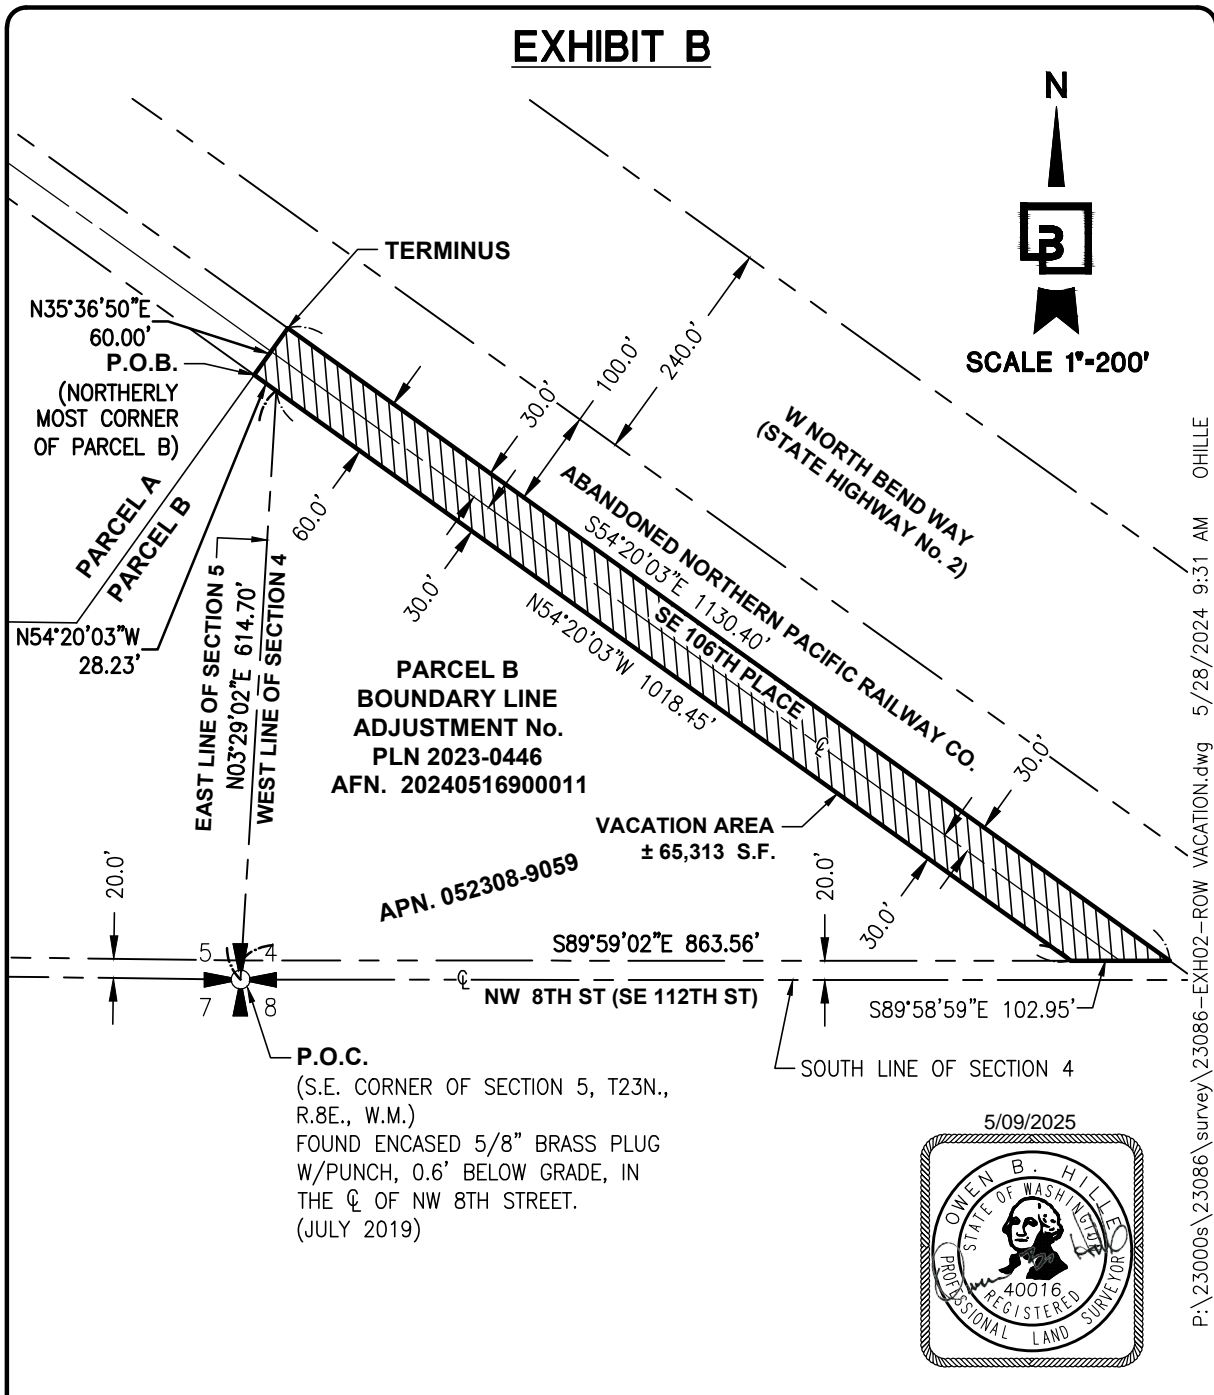 EXHIBIT B
N
SCALE 1"=200'
TERMINUS
N35°36'50"E
60.00'
P.O.B.
(NORTHERLY
MOST CORNER
OF PARCEL B)
PARCEL A
PARCEL B
N54°20'03"W
28.23'
EAST LINE OF SECTION 5
N03°29'02"E 614.70'
WEST LINE OF SECTION 4
60.0'
30.0'
30.0'
100.0'
240.0'
W NORTH BEND WAY
(STATE HIGHWAY No. 2)
ABANDONED NORTHERN PACIFIC RAILWAY CO.
S54°20'03"E 1130.40'
SE 106TH PLACE
N54°20'03"W 1018.45'
℄
PARCEL B
BOUNDARY LINE
ADJUSTMENT No.
PLN 2023-0446
AFN. 20240516900011
VACATION AREA
± 65,313 S.F.
30.0'
30.0'
APN. 052308-9059
20.0'
20.0'
S89°59'02"E 863.56'
5 4
7 8
℄
NW 8TH ST (SE 112TH ST)
S89°58'59"E 102.95'
SOUTH LINE OF SECTION 4
P.O.C.
(S.E. CORNER OF SECTION 5, T23N.,
R.8E., W.M.)
FOUND ENCASED 5/8" BRASS PLUG
W/PUNCH, 0.6' BELOW GRADE, IN
THE ℄ OF NW 8TH STREET.
(JULY 2019)
5/09/2025
OWEN B. HILLE
STATE OF WASHINGTON
40016
REGISTERED
PROFESSIONAL LAND SURVEYOR
P:\23000s\23086\survey\23086-EXH02-ROW VACATION.dwg 5/28/2024 9:31 AM OHILLE